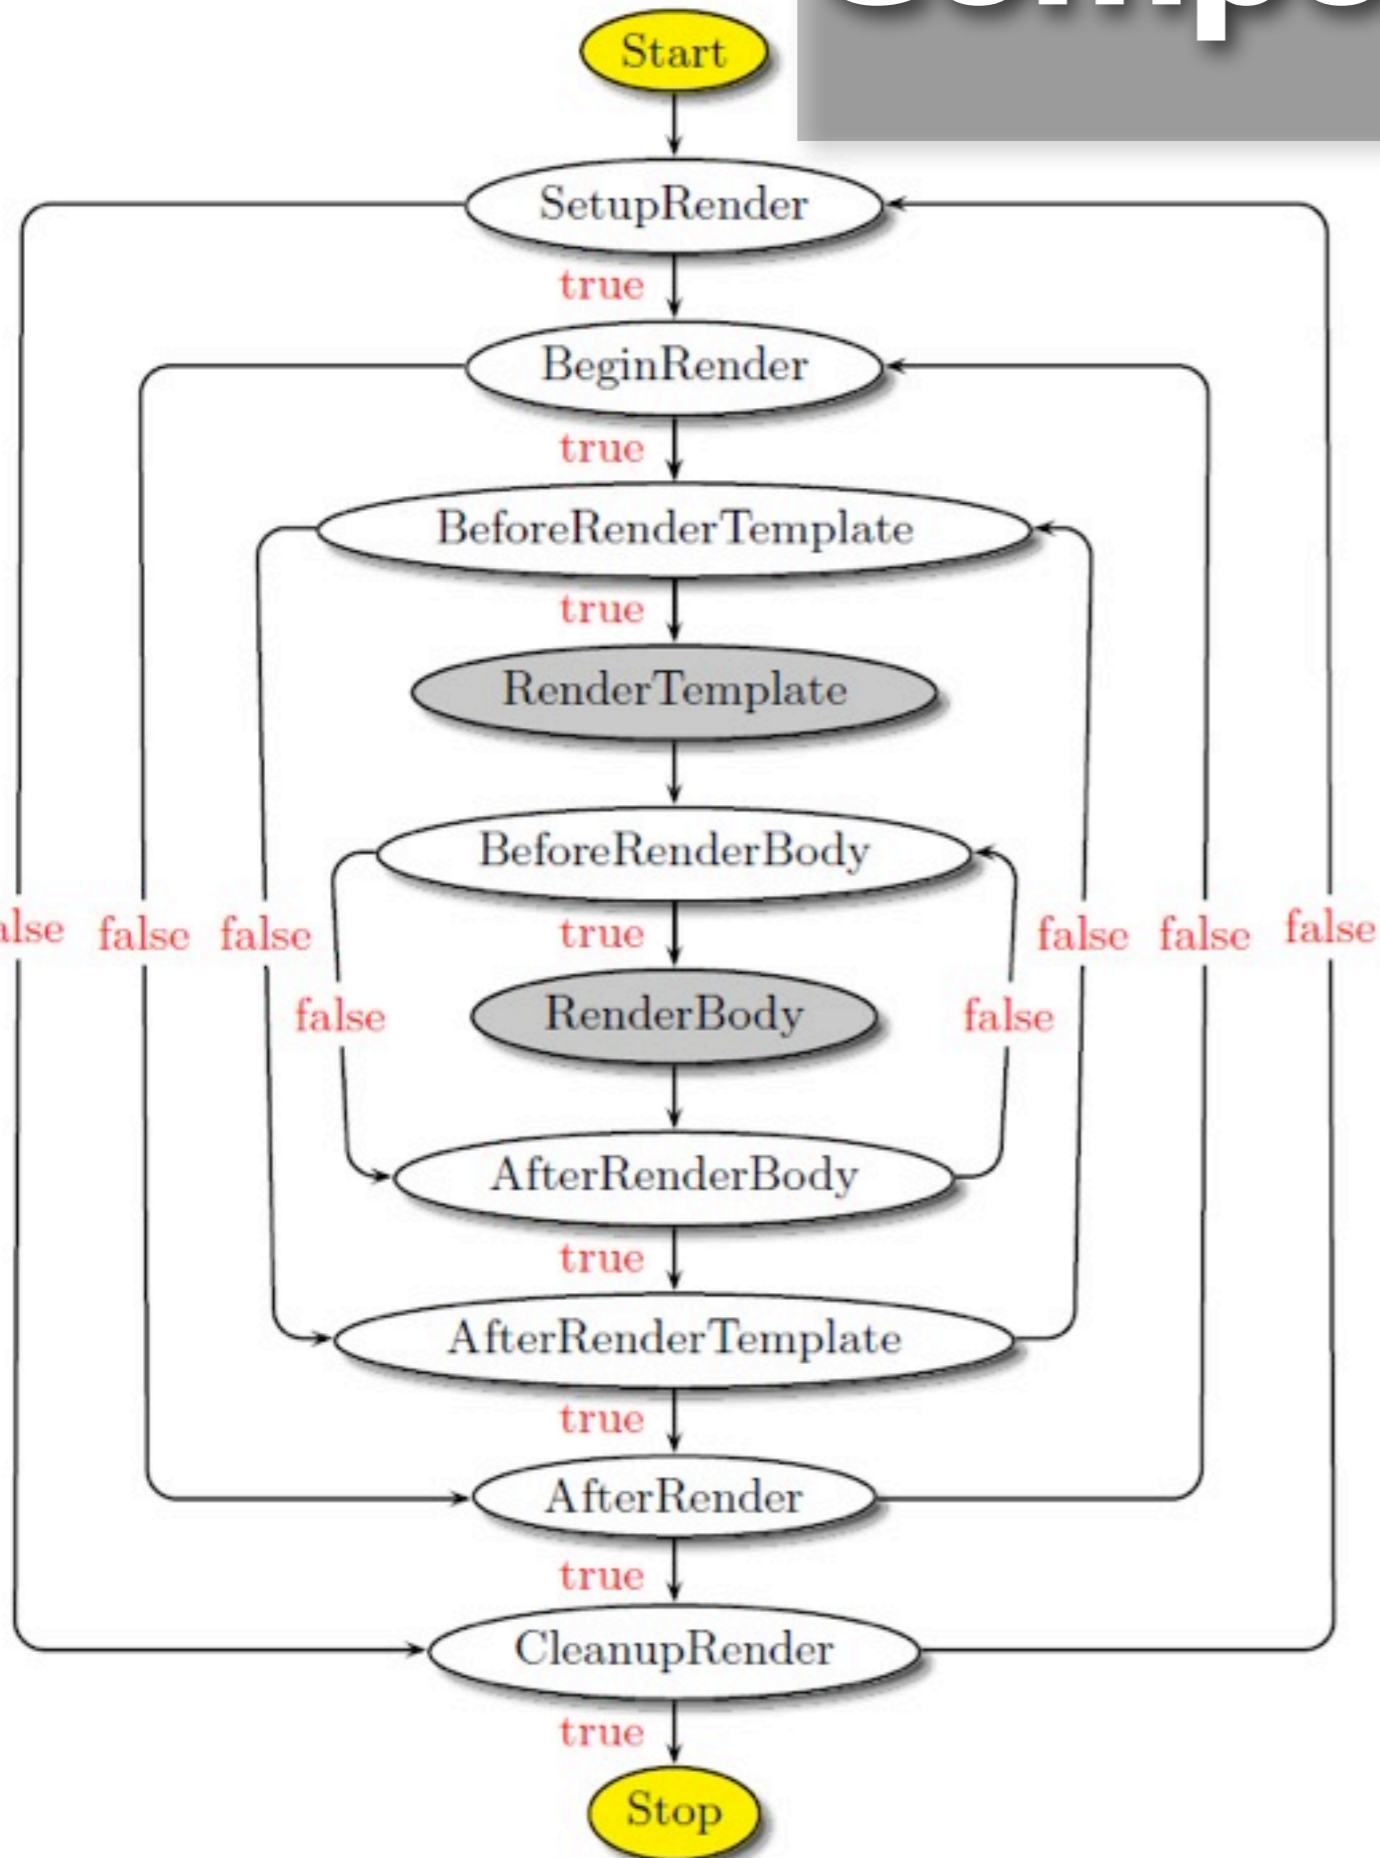 Start
SetupRender
true
BeginRender
true
BeforeRenderTemplate
true
RenderTemplate
BeforeRenderBody
false false false true false false false
false RenderBody false
AfterRenderBody
true
AfterRenderTemplate
true
AfterRender
true
CleanupRender
true
Stop